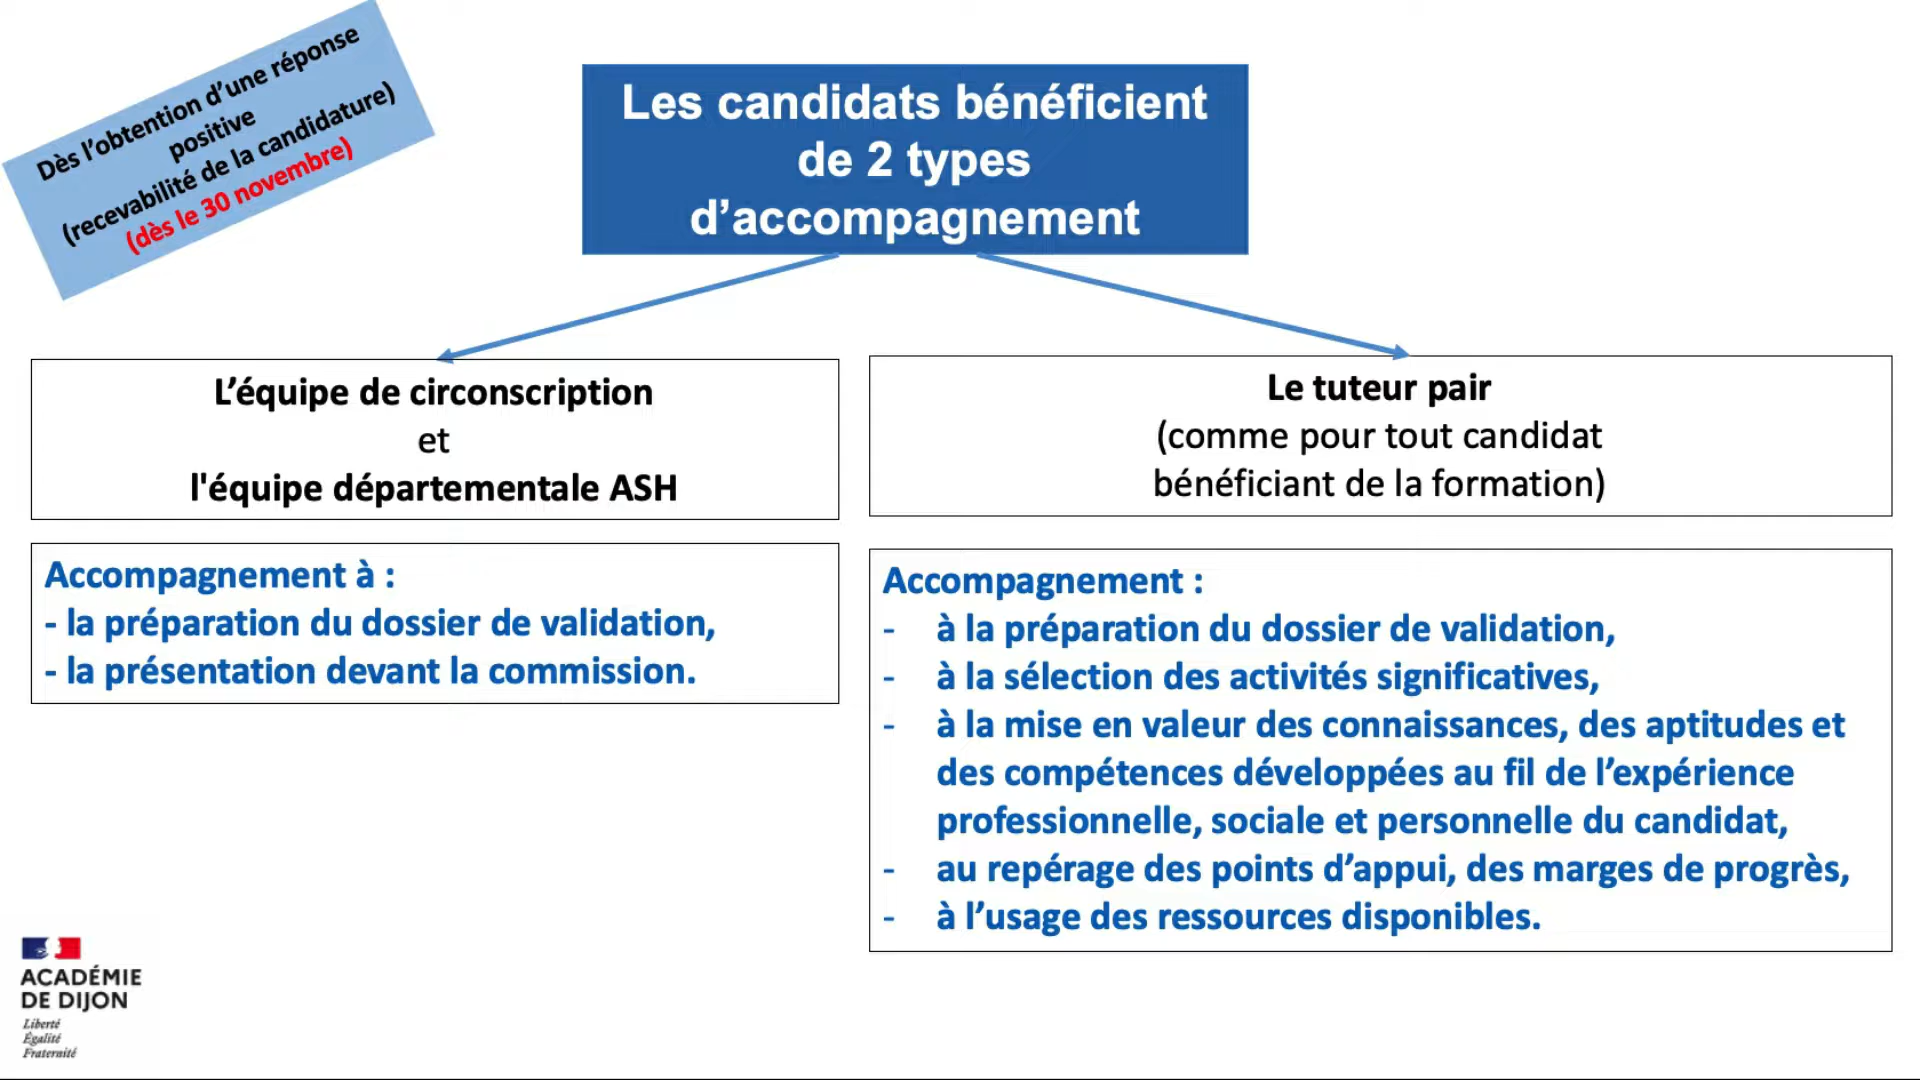 Dès l’obtention d’une réponse
positive
(recevabilité de la candidature)
(dès le 30 novembre)
Les candidats bénéficient
de 2 types
d’accompagnement
L’équipe de circonscription
et
l'équipe départementale ASH
Le tuteur pair
(comme pour tout candidat
bénéficiant de la formation)
Accompagnement à :
- la préparation du dossier de validation,
- la présentation devant la commission.
Accompagnement :
- à la préparation du dossier de validation,
- à la sélection des activités significatives,
- à la mise en valeur des connaissances, des aptitudes et
des compétences développées au fil de l’expérience
professionnelle, sociale et personnelle du candidat,
- au repérage des points d’appui, des marges de progrès,
- à l’usage des ressources disponibles.
ACADÉMIE
DE DIJON
Liberté
Égalité
Fraternité